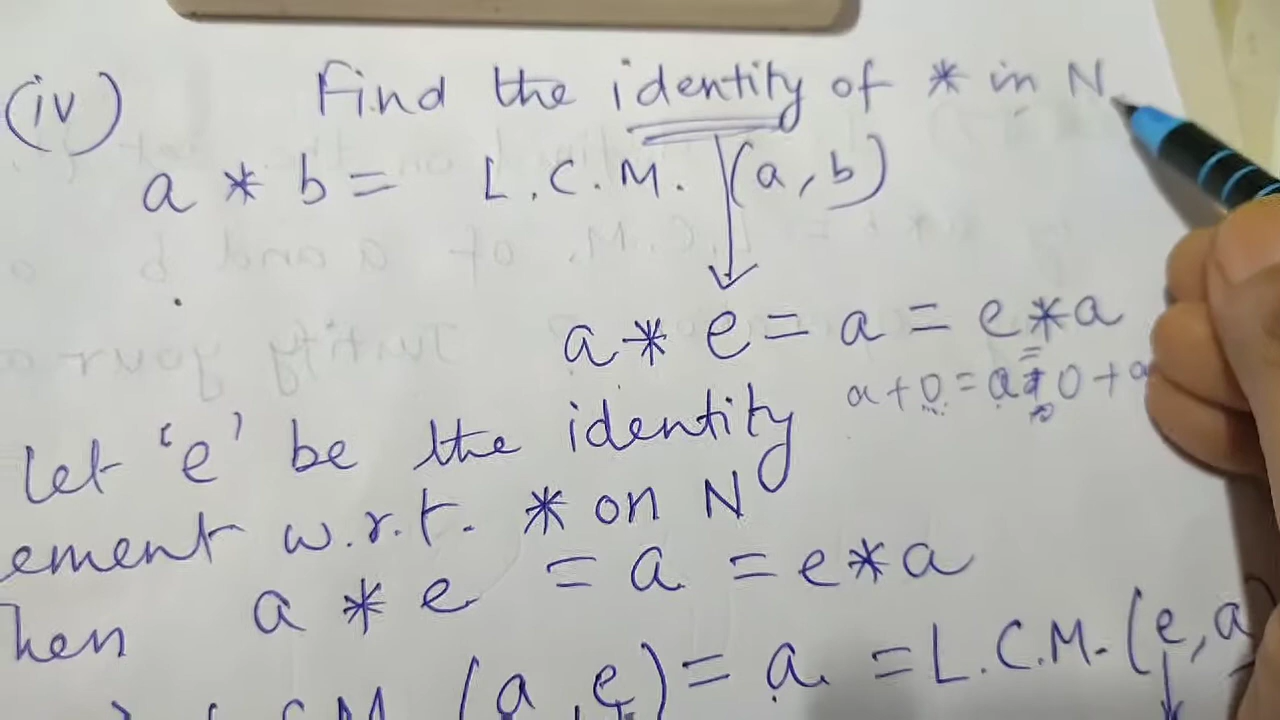 (iv) Find the identity of * in N
a * b = L.C.M. (a, b)
a * e = a = e * a
a + 0 = a = 0 + a
Let 'e' be the identity
ement w.r.t. * on N
hen a * e = a = e * a
L.C.M. (a, e) = a = L.C.M. (e, a)